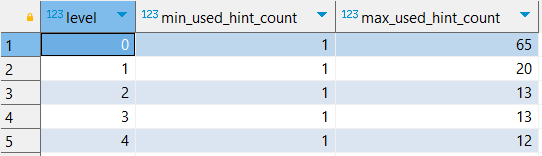 123 level 123 min_used_hint_count 123 max_used_hint_count
1 0 1 65
2 1 1 20
3 2 1 13
4 3 1 13
5 4 1 12